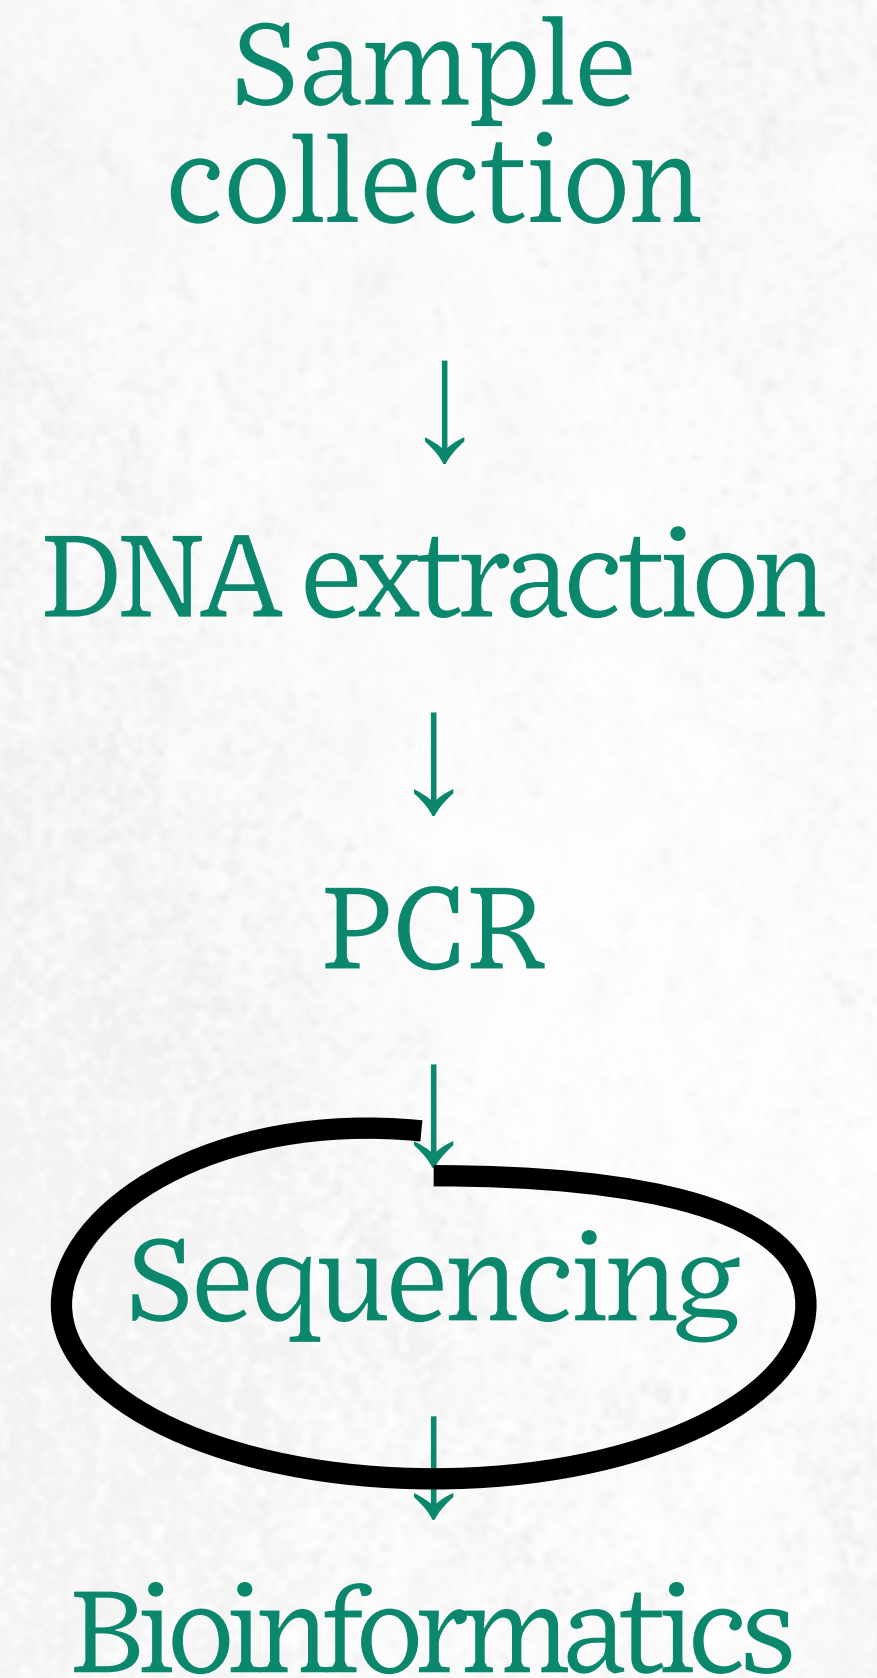 Sample
collection
↓
DNA extraction
↓
PCR
↓
Sequencing
↓
Bioinformatics